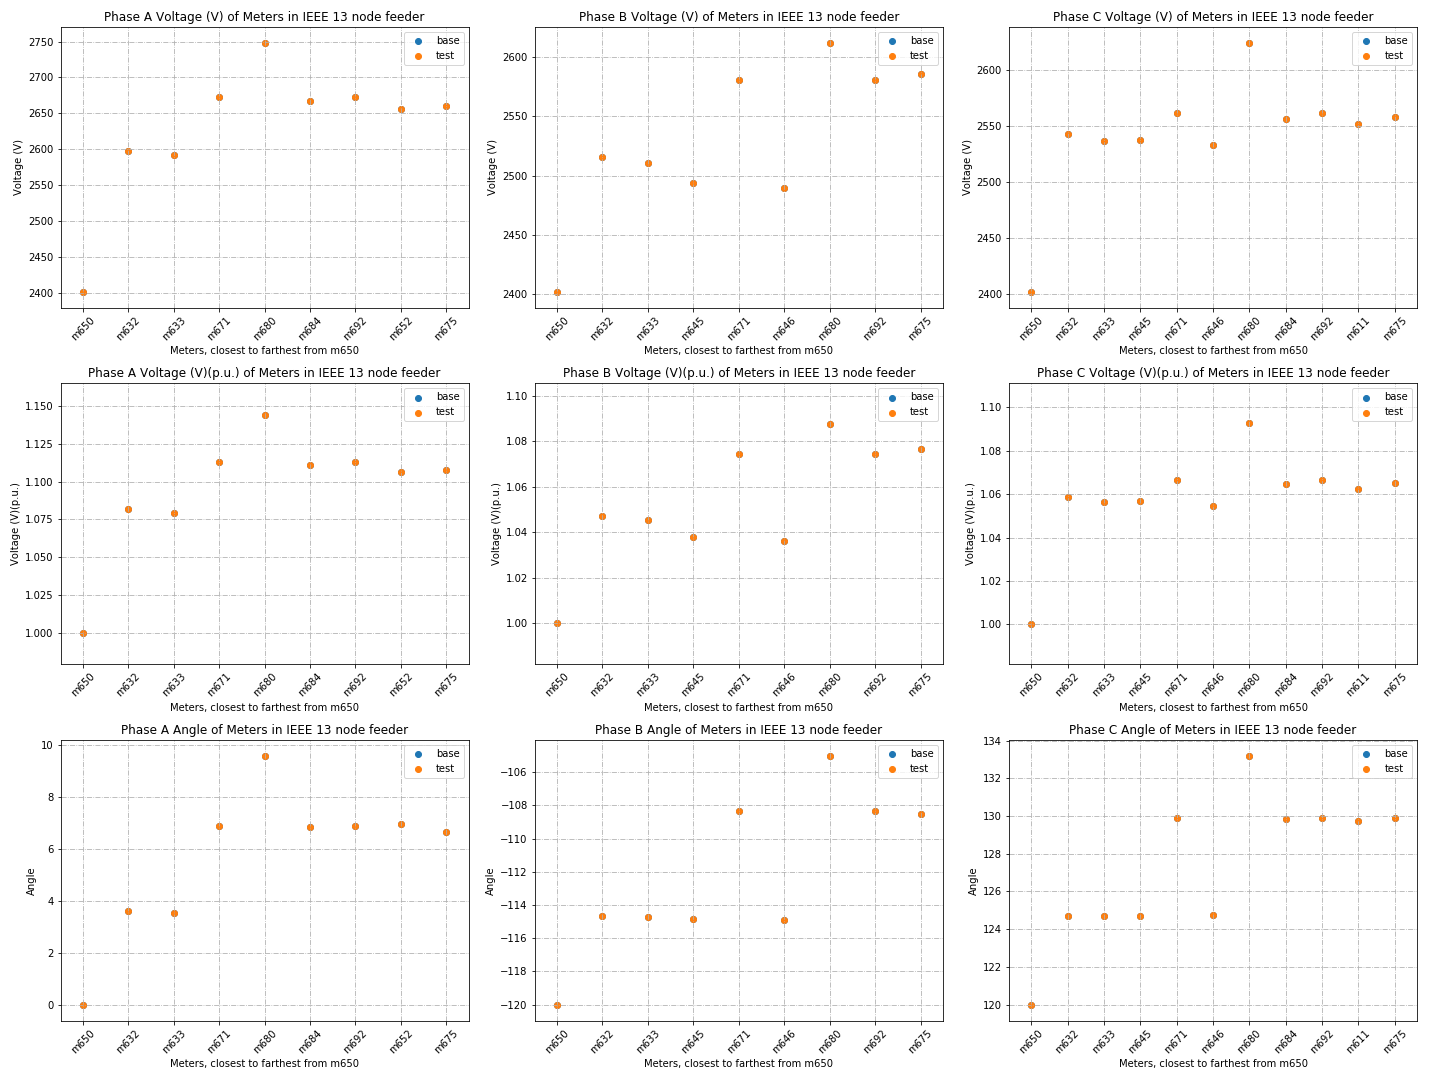 Phase A Voltage (V) of Meters in IEEE 13 node feeder
base
test
2750
2700
2650
2600
2550
2500
2450
2400
Voltage (V)
m650 m632 m633 m671 m680 m684 m692 m652 m675
Meters, closest to farthest from m650
Phase B Voltage (V) of Meters in IEEE 13 node feeder
base
test
2600
2550
2500
2450
2400
Voltage (V)
m650 m632 m633 m645 m671 m646 m680 m692 m675
Meters, closest to farthest from m650
Phase C Voltage (V) of Meters in IEEE 13 node feeder
base
test
2600
2550
2500
2450
2400
Voltage (V)
m650 m632 m633 m645 m671 m646 m680 m684 m692 m611 m675
Meters, closest to farthest from m650
Phase A Voltage (V)(p.u.) of Meters in IEEE 13 node feeder
base
test
1.150
1.125
1.100
1.075
1.050
1.025
1.000
Voltage (V)(p.u.)
m650 m632 m633 m671 m680 m684 m692 m652 m675
Meters, closest to farthest from m650
Phase B Voltage (V)(p.u.) of Meters in IEEE 13 node feeder
base
test
1.10
1.08
1.06
1.04
1.02
1.00
Voltage (V)(p.u.)
m650 m632 m633 m645 m671 m646 m680 m692 m675
Meters, closest to farthest from m650
Phase C Voltage (V)(p.u.) of Meters in IEEE 13 node feeder
base
test
1.10
1.08
1.06
1.04
1.02
1.00
Voltage (V)(p.u.)
m650 m632 m633 m645 m671 m646 m680 m684 m692 m611 m675
Meters, closest to farthest from m650
Phase A Angle of Meters in IEEE 13 node feeder
base
test
10
8
6
4
2
0
Angle
m650 m632 m633 m671 m680 m684 m692 m652 m675
Meters, closest to farthest from m650
Phase B Angle of Meters in IEEE 13 node feeder
base
test
−106
−108
−110
−112
−114
−116
−118
−120
Angle
m650 m632 m633 m645 m671 m646 m680 m692 m675
Meters, closest to farthest from m650
Phase C Angle of Meters in IEEE 13 node feeder
base
test
134
132
130
128
126
124
122
120
Angle
m650 m632 m633 m645 m671 m646 m680 m684 m692 m611 m675
Meters, closest to farthest from m650